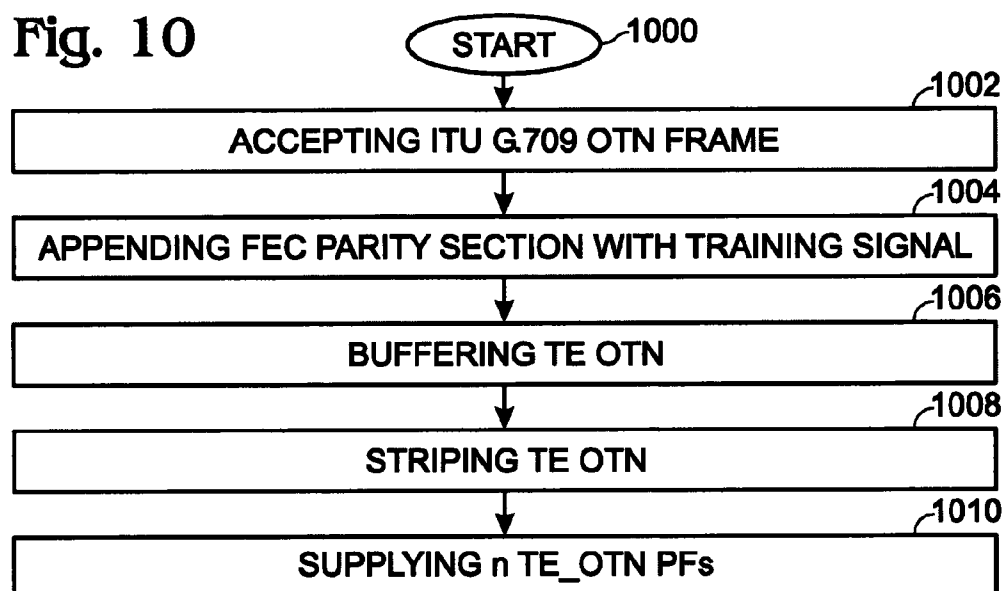 Fig. 10
START
1000
1002
ACCEPTING ITU G.709 OTN FRAME
1004
APPENDING FEC PARITY SECTION WITH TRAINING SIGNAL
1006
BUFFERING TE OTN
1008
STRIPING TE OTN
1010
SUPPLYING n TE_OTN PFs